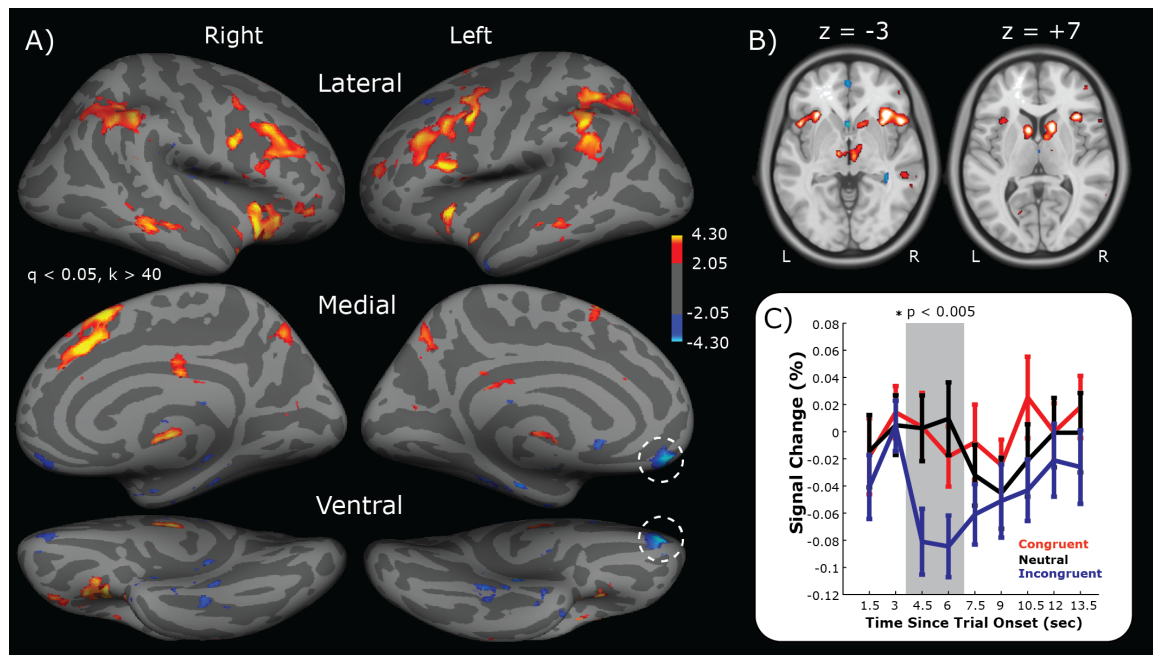 A)
Right
Left
Lateral
q < 0.05, k > 40
4.30
2.05
-2.05
-4.30
Medial
Ventral
B)
z = -3
z = +7
L
R
L
R
C)
* p < 0.005
Signal Change (%)
0.08
0.06
0.04
0.02
0
-0.02
-0.04
-0.06
-0.08
-0.1
-0.12
Congruent
Neutral
Incongruent
1.5 3 4.5 6 7.5 9 10.5 12 13.5
Time Since Trial Onset (sec)